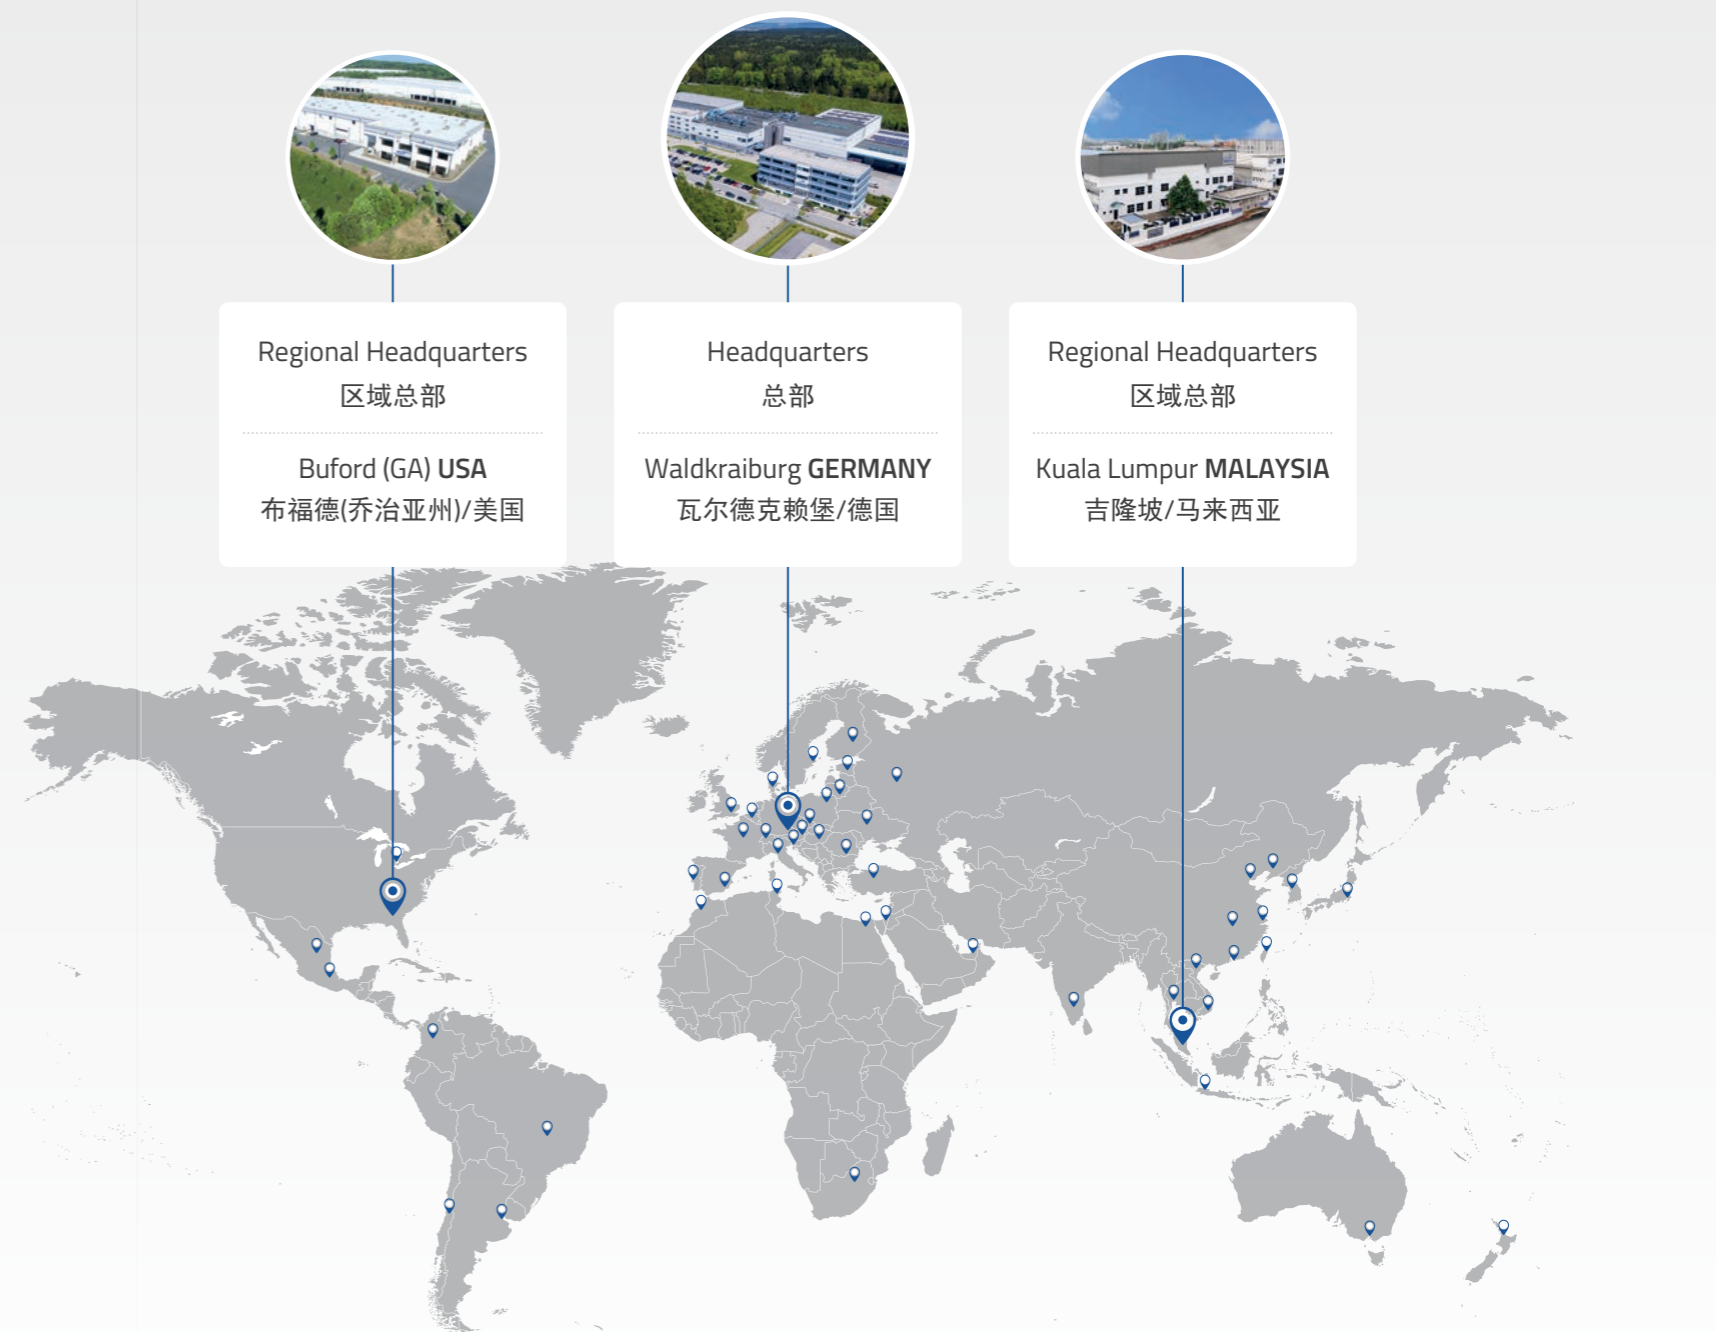 Regional Headquarters
区域总部
Buford (GA) USA
布福德(乔治亚州)/美国
Headquarters
总部
Waldkraiburg GERMANY
瓦尔德克赖堡/德国
Regional Headquarters
区域总部
Kuala Lumpur MALAYSIA
吉隆坡/马来西亚